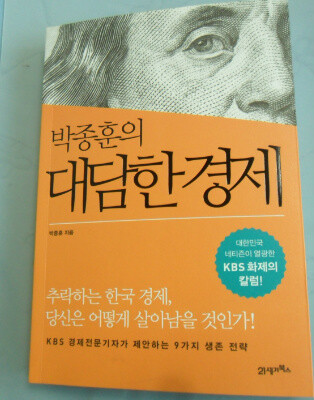 박종훈의
대담한 경제
박종훈 지음
대한민국
네티즌이 열광한
KBS 화제의
칼럼!
추락하는 한국 경제,
당신은 어떻게 살아남을 것인가!
KBS 경제전문기자가 제안하는 9가지 생존 전략
21세기북스